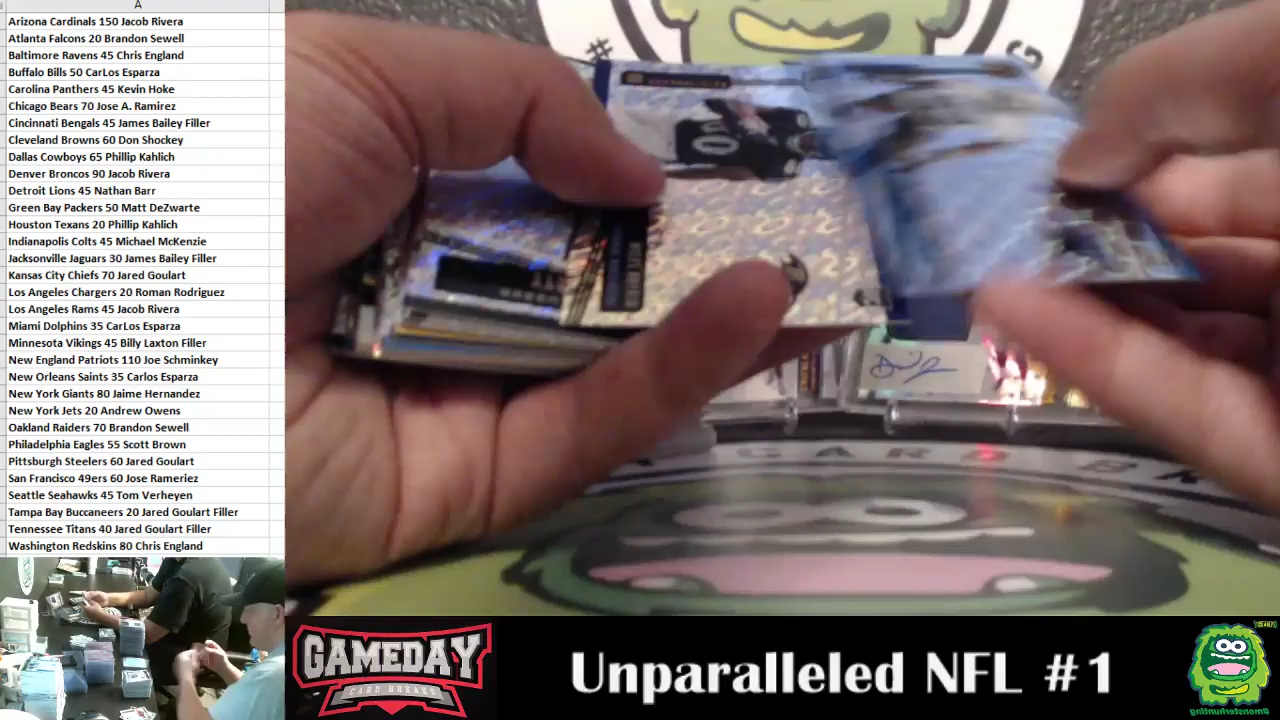 A
Arizona Cardinals 150 Jacob Rivera
Atlanta Falcons 20 Brandon Sewell
Baltimore Ravens 45 Chris England
Buffalo Bills 50 CarLos Esparza
Carolina Panthers 45 Kevin Hoke
Chicago Bears 70 Jose A. Ramirez
Cincinnati Bengals 45 James Bailey Filler
Cleveland Browns 60 Don Shockey
Dallas Cowboys 65 Phillip Kahlich
Denver Broncos 90 Jacob Rivera
Detroit Lions 45 Nathan Barr
Green Bay Packers 50 Matt DeZwarte
Houston Texans 20 Phillip Kahlich
Indianapolis Colts 45 Michael McKenzie
Jacksonville Jaguars 30 James Bailey Filler
Kansas City Chiefs 70 Jared Goulart
Los Angeles Chargers 20 Roman Rodriguez
Los Angeles Rams 45 Jacob Rivera
Miami Dolphins 35 CarLos Esparza
Minnesota Vikings 45 Billy Laxton Filler
New England Patriots 110 Joe Schminkey
New Orleans Saints 35 Carlos Esparza
New York Giants 80 Jaime Hernandez
New York Jets 20 Andrew Owens
Oakland Raiders 70 Brandon Sewell
Philadelphia Eagles 55 Scott Brown
Pittsburgh Steelers 60 Jared Goulart
San Francisco 49ers 60 Jose Rameriez
Seattle Seahawks 45 Tom Verheyen
Tampa Bay Buccaneers 20 Jared Goulart Filler
Tennessee Titans 40 Jared Goulart Filler
Washington Redskins 80 Chris England
GAMEDAY
CARD BREAKS
Unparalleled NFL #1
#monsterhunting